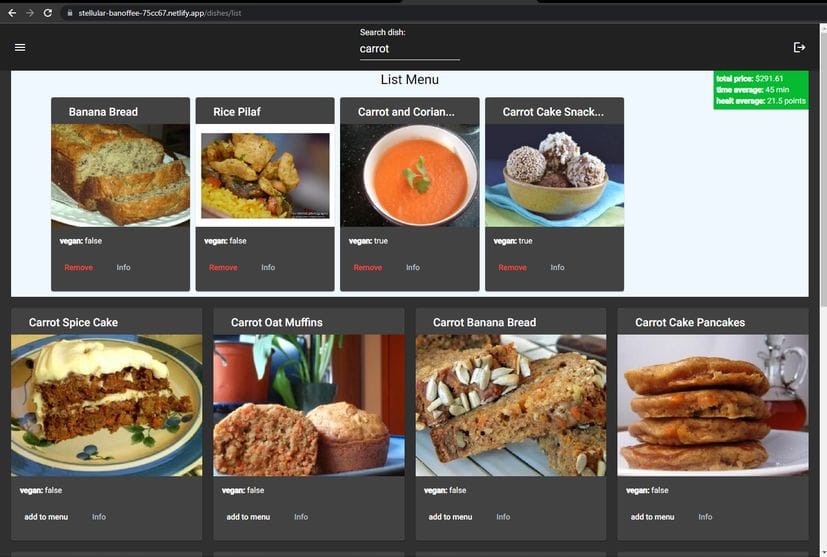 stellular-banoffee-75cc67.netlify.app/dishes/list
Search dish:
carrot
List Menu
total price: $291.61
time average: 45 min
healt average: 21.5 points
Banana Bread
Rice Pilaf
Carrot and Corian...
Carrot Cake Snack...
vegan: false
vegan: false
vegan: true
vegan: true
Remove Info
Remove Info
Remove Info
Remove Info
Carrot Spice Cake
Carrot Oat Muffins
Carrot Banana Bread
Carrot Cake Pancakes
vegan: false
vegan: false
vegan: false
vegan: false
add to menu Info
add to menu Info
add to menu Info
add to menu Info